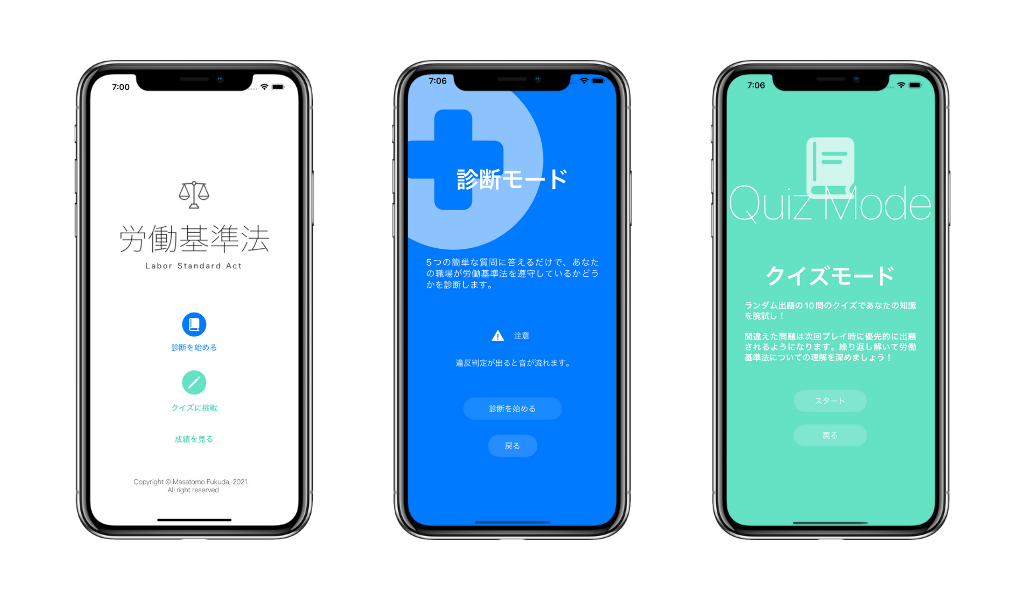 7:00
労働基準法
Labor Standard Act
診断を始める
クイズに挑戦
成績を見る
Copyright © Masatomo Fukuda, 2021
All right reserved
7:06
診断モード
5つの簡単な質問に答えるだけで、あなた
の職場が労働基準法を遵守しているかどう
かを診断します。
注意
違反判定が出ると音が流れます。
診断を始める
戻る
7:06
Quiz Mode
クイズモード
ランダム出題の10問のクイズであなたの知識
を腕試し!
間違えた問題は次回プレイ時に優先的に出題
されるようになります。繰り返し解いて労働
基準法についての理解を深めましょう!
スタート
戻る